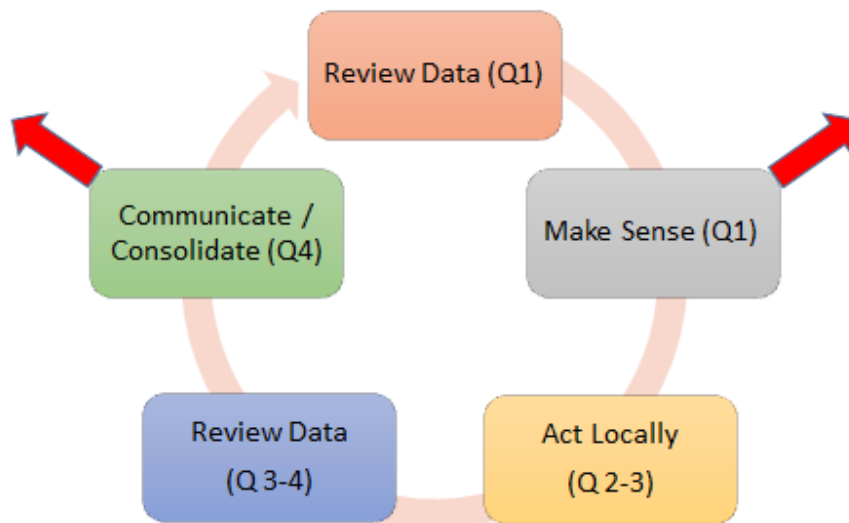 Review Data (Q1)
Make Sense (Q1)
Act Locally
(Q 2-3)
Review Data
(Q 3-4)
Communicate /
Consolidate (Q4)